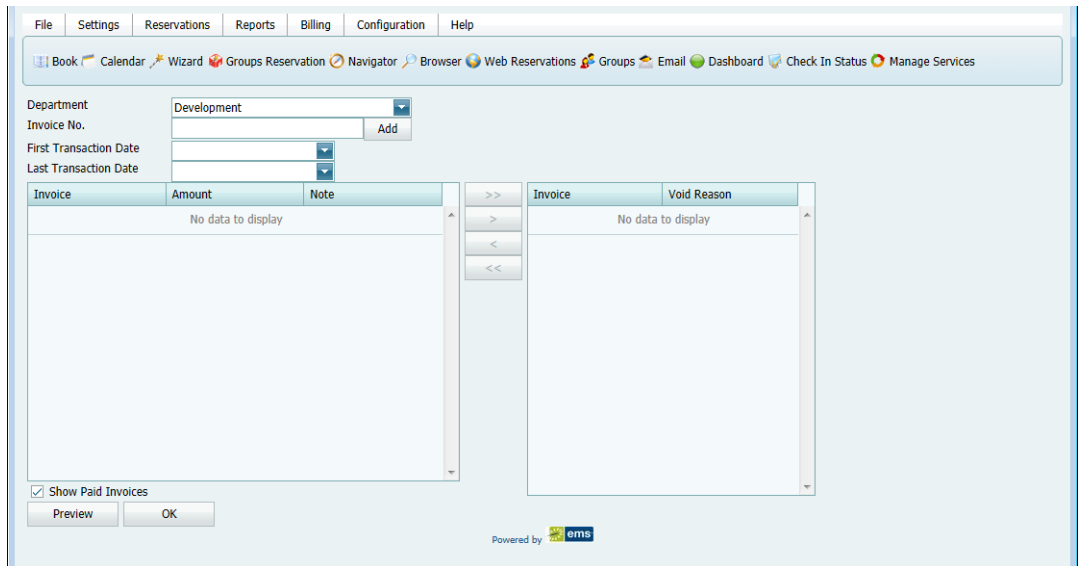 File Settings Reservations Reports Billing Configuration Help
Book Calendar Wizard Groups Reservation Navigator Browser Web Reservations Groups Email Dashboard Check In Status Manage Services
Department Development
Invoice No. Add
First Transaction Date
Last Transaction Date
Invoice Amount Note >> Invoice Void Reason
No data to display > No data to display
<
<<
Show Paid Invoices
Preview OK
Powered by ems